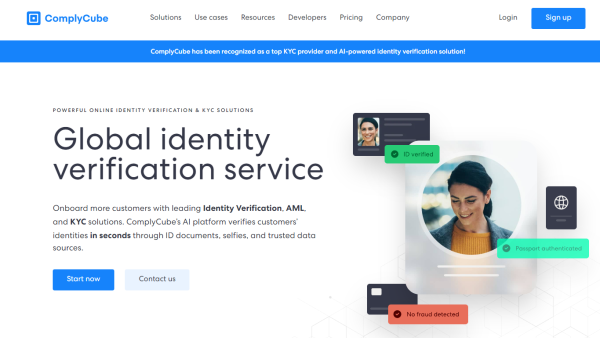 ComplyCube
Solutions Use cases Resources Developers Pricing Company Login Sign up
ComplyCube has been recognized as a top KYC provider and AI-powered identity verification solution!
POWERFUL ONLINE IDENTITY VERIFICATION & KYC SOLUTIONS
Global identity
verification service
Onboard more customers with leading Identity Verification, AML,
and KYC solutions. ComplyCube's AI platform verifies customers'
identities in seconds through ID documents, selfies, and trusted data
sources.
Start now Contact us
ID verified
Passport authenticated
No fraud detected